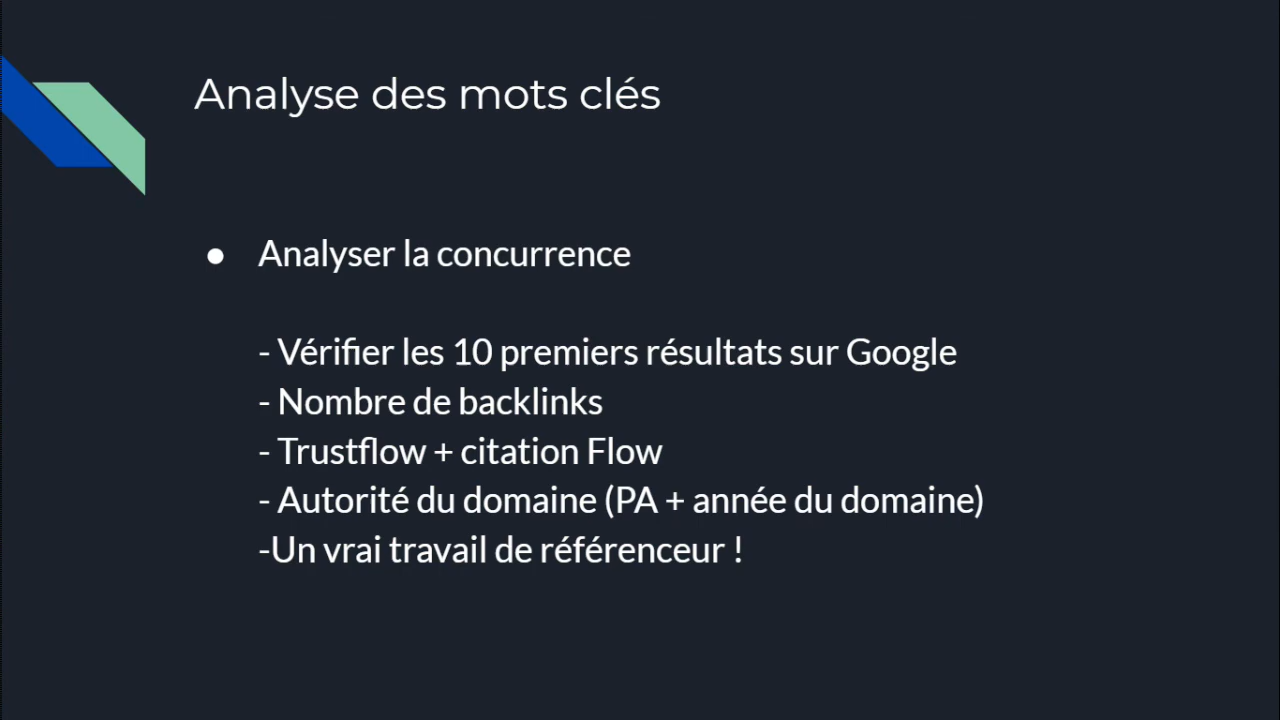 Analyse des mots clés
● Analyser la concurrence
- Vérifier les 10 premiers résultats sur Google
- Nombre de backlinks
- Trustflow + citation Flow
- Autorité du domaine (PA + année du domaine)
-Un vrai travail de référenceur !